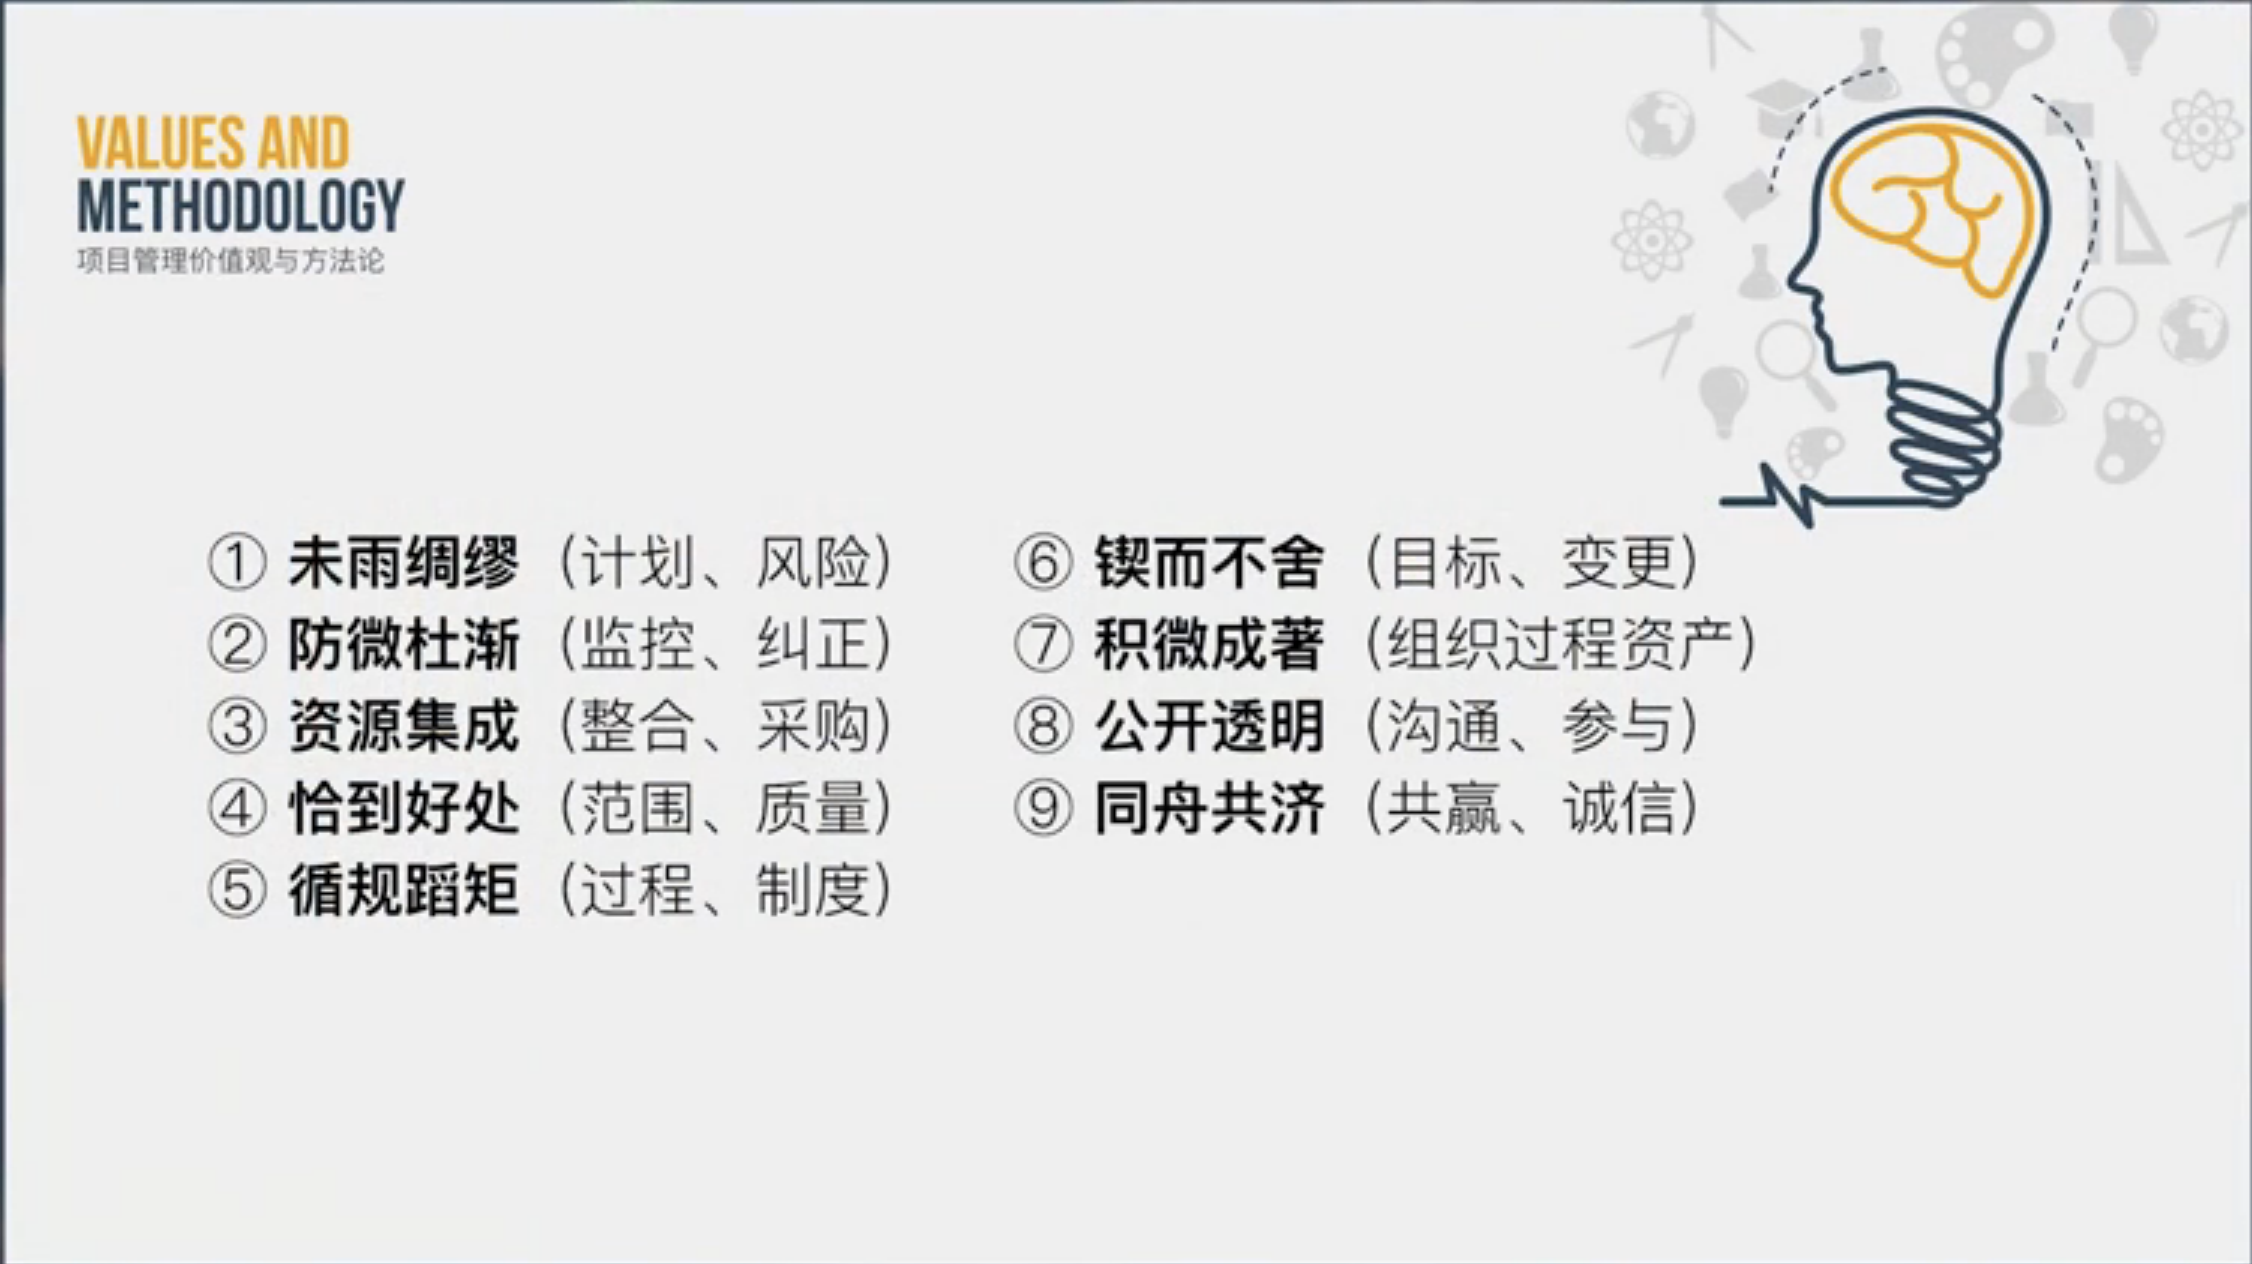 VALUES AND
METHODOLOGY
项目管理价值观与方法论
① 未雨绸缪（计划、风险）
② 防微杜渐（监控、纠正）
③ 资源集成（整合、采购）
④ 恰到好处（范围、质量）
⑤ 循规蹈矩（过程、制度）
⑥ 锲而不舍（目标、变更）
⑦ 积微成著（组织过程资产）
⑧ 公开透明（沟通、参与）
⑨ 同舟共济（共赢、诚信）